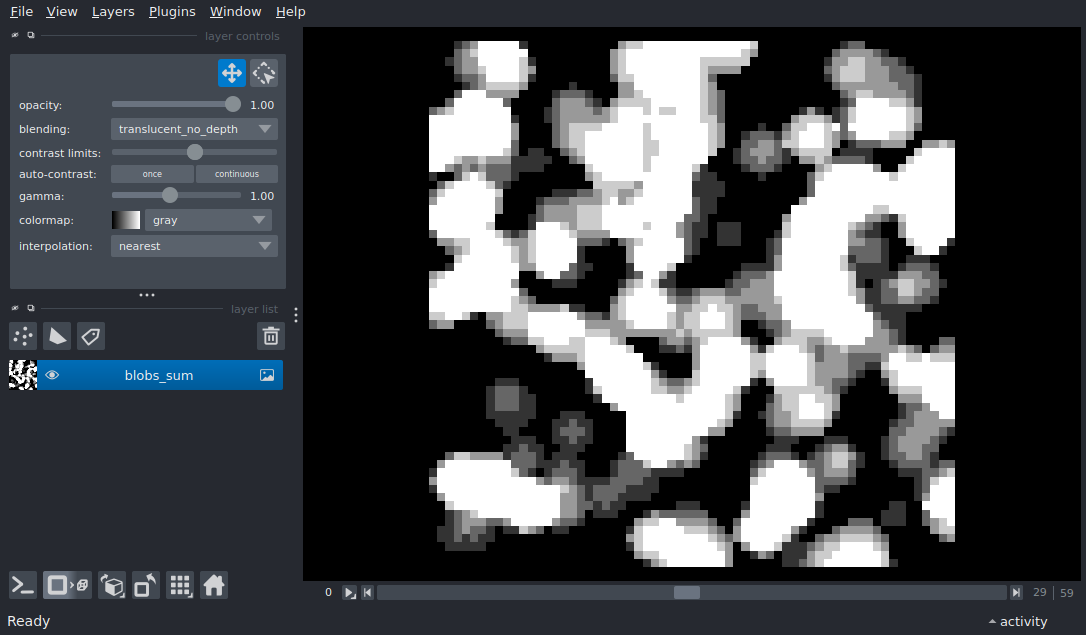 File View Layers Plugins Window Help
layer controls
opacity: 1.00
blending: translucent_no_depth
contrast limits:
auto-contrast: once continuous
gamma: 1.00
colormap: gray
interpolation: nearest
layer list
blobs_sum
0 29 | 59
Ready activity